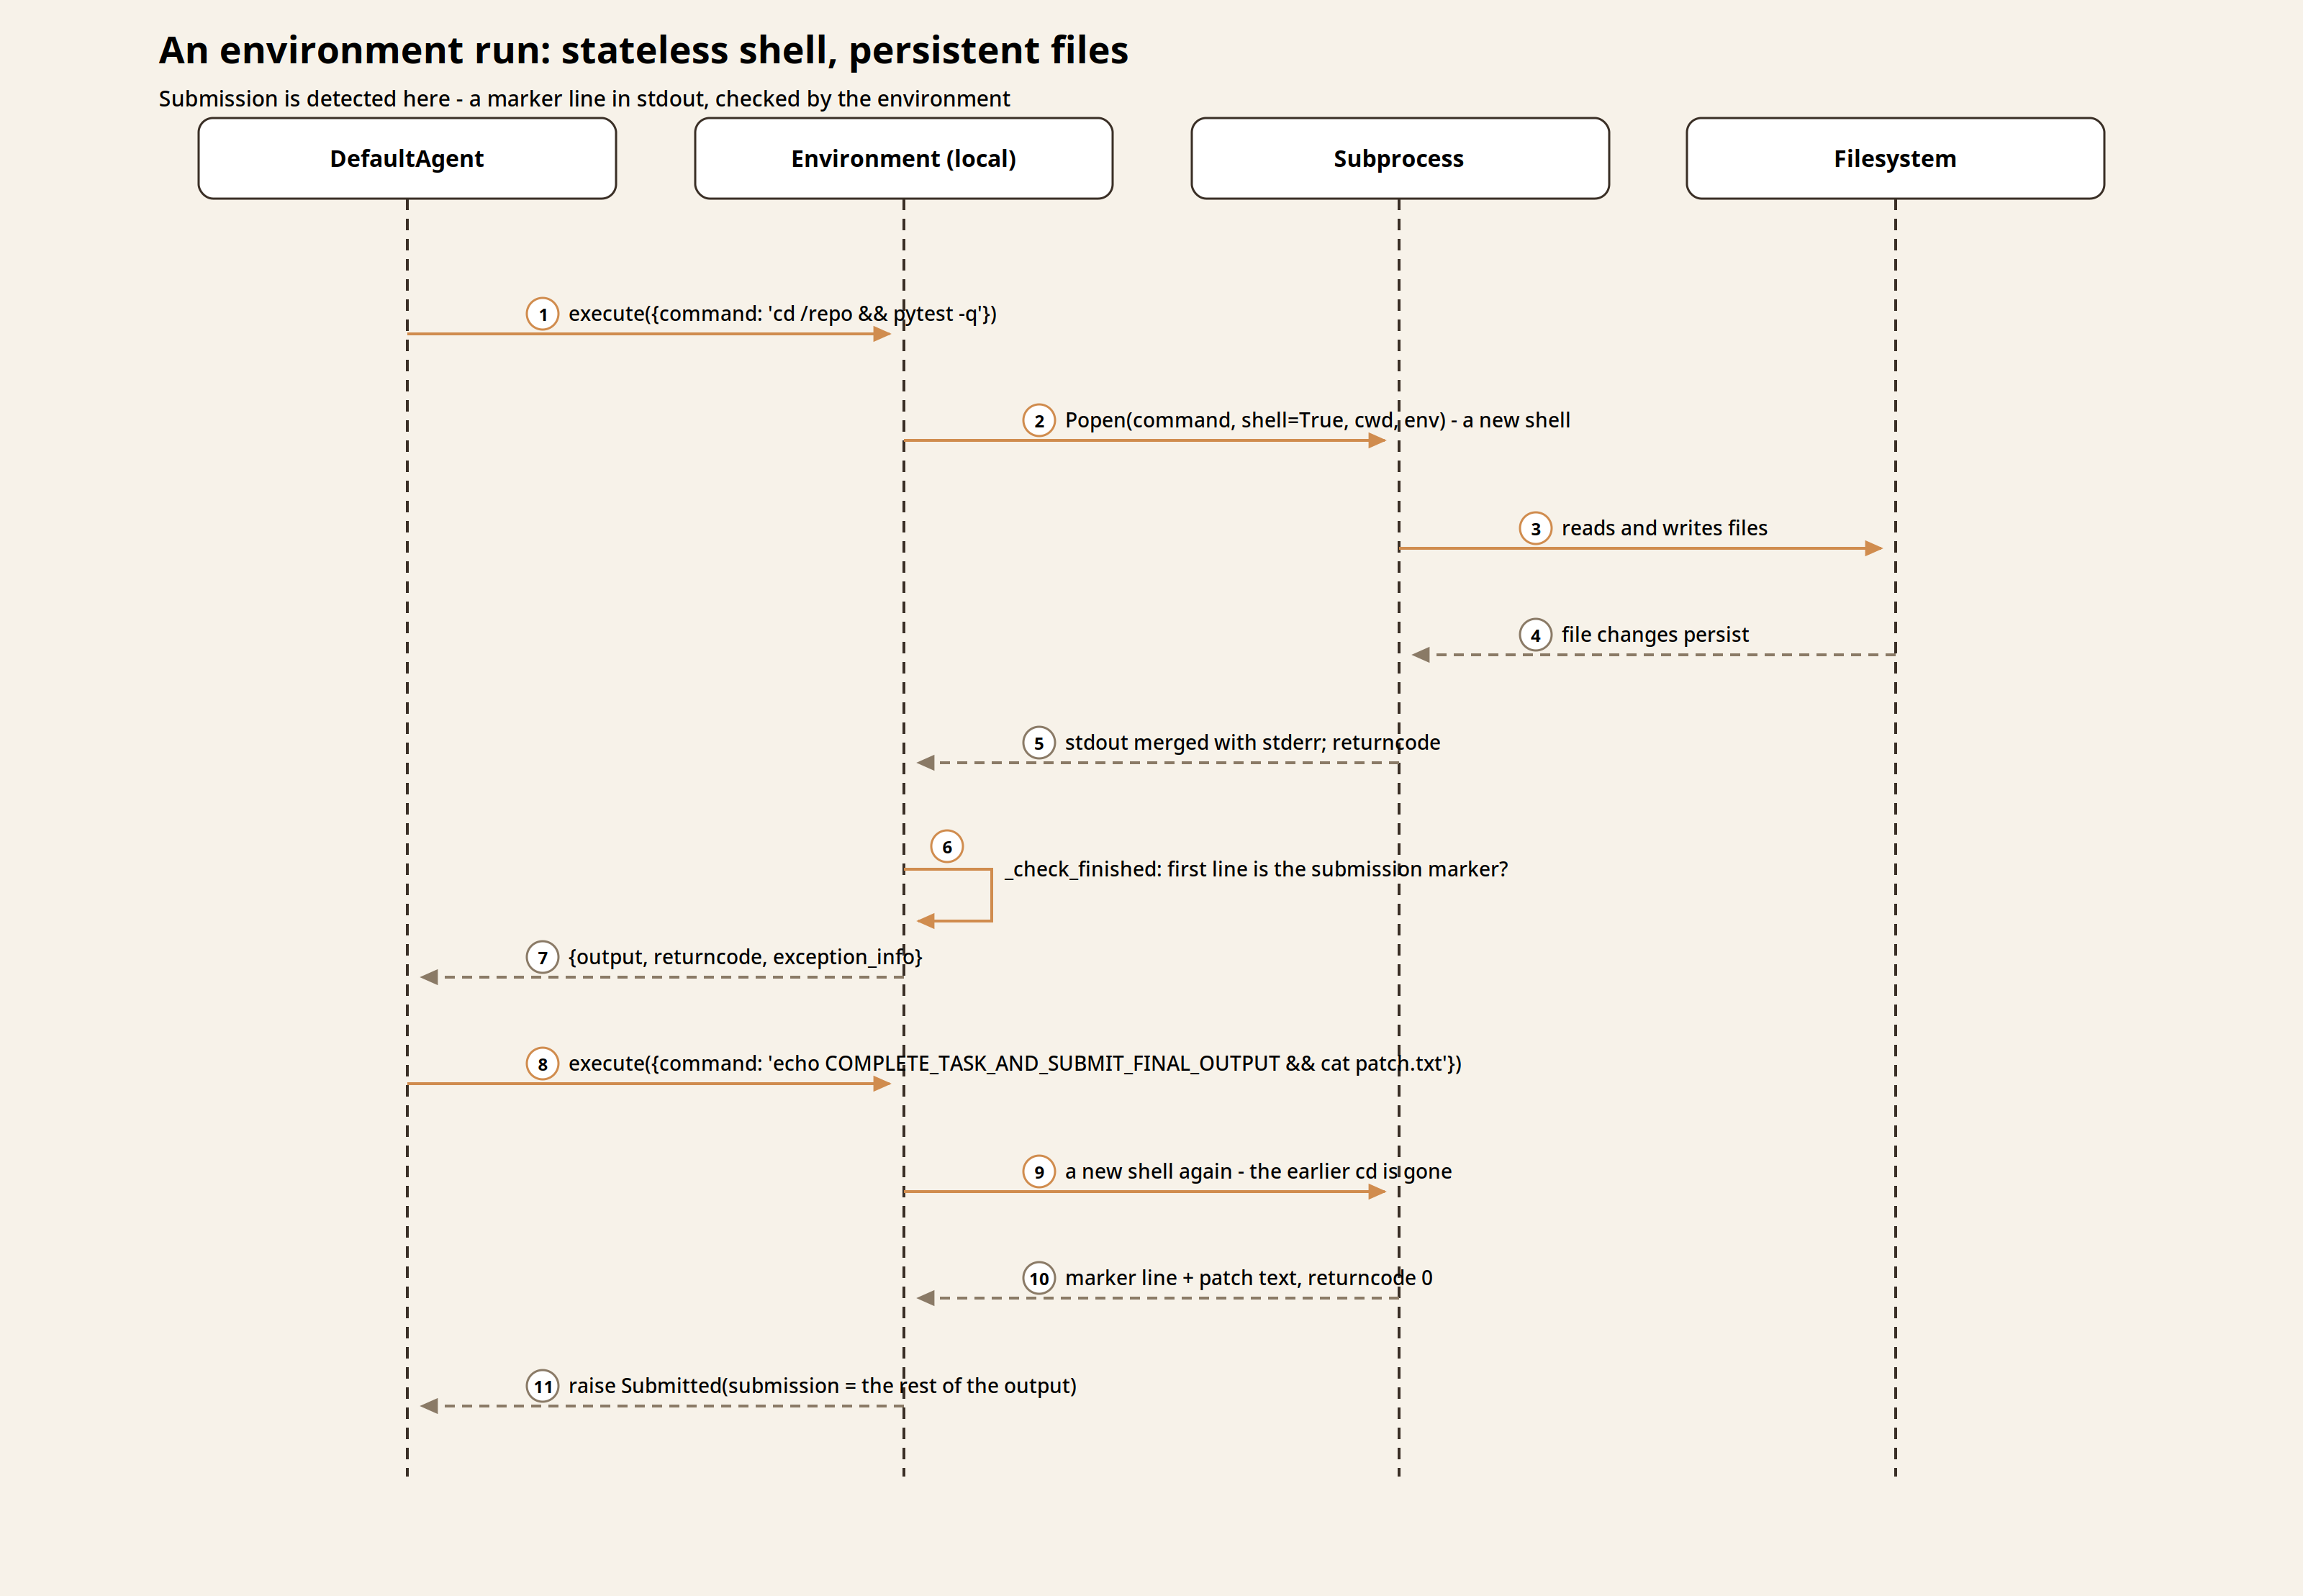 An environment run: stateless shell, persistent files
Submission is detected here - a marker line in stdout, checked by the environment
DefaultAgent
Environment (local)
Subprocess
Filesystem
1 execute({command: 'cd /repo && pytest -q'})
2 Popen(command, shell=True, cwd, env) - a new shell
3 reads and writes files
4 file changes persist
5 stdout merged with stderr; returncode
6
_check_finished: first line is the submission marker?
7 {output, returncode, exception_info}
8 execute({command: 'echo COMPLETE_TASK_AND_SUBMIT_FINAL_OUTPUT && cat patch.txt'})
9 a new shell again - the earlier cd is gone
10 marker line + patch text, returncode 0
11 raise Submitted(submission = the rest of the output)